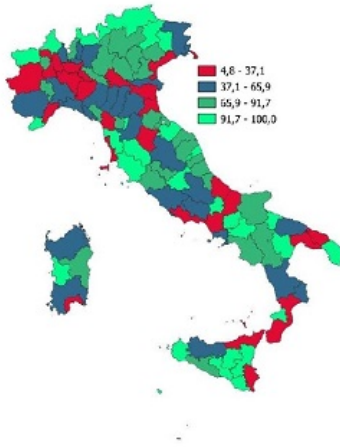 4,8 - 37,1
37,1 - 65,9
65,9 - 91,7
91,7 - 100,0